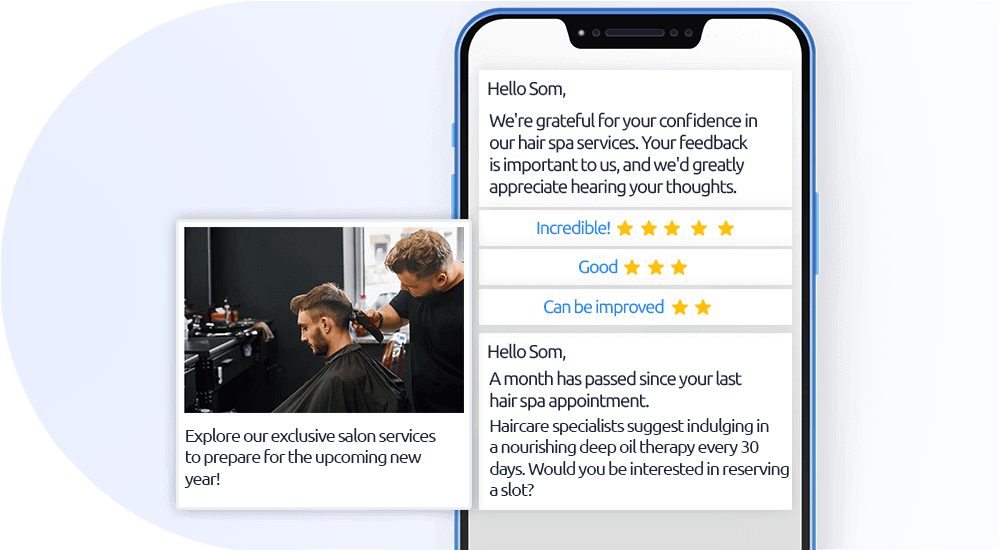 Hello Som,
We're grateful for your confidence in
our hair spa services. Your feedback
is important to us, and we'd greatly
appreciate hearing your thoughts.
Incredible! ★ ★ ★ ★ ★
Good ★ ★ ★
Can be improved ★ ★
Hello Som,
A month has passed since your last
hair spa appointment.
Haircare specialists suggest indulging in
a nourishing deep oil therapy every 30
days. Would you be interested in reserving
a slot?
Explore our exclusive salon services
to prepare for the upcoming new
year!